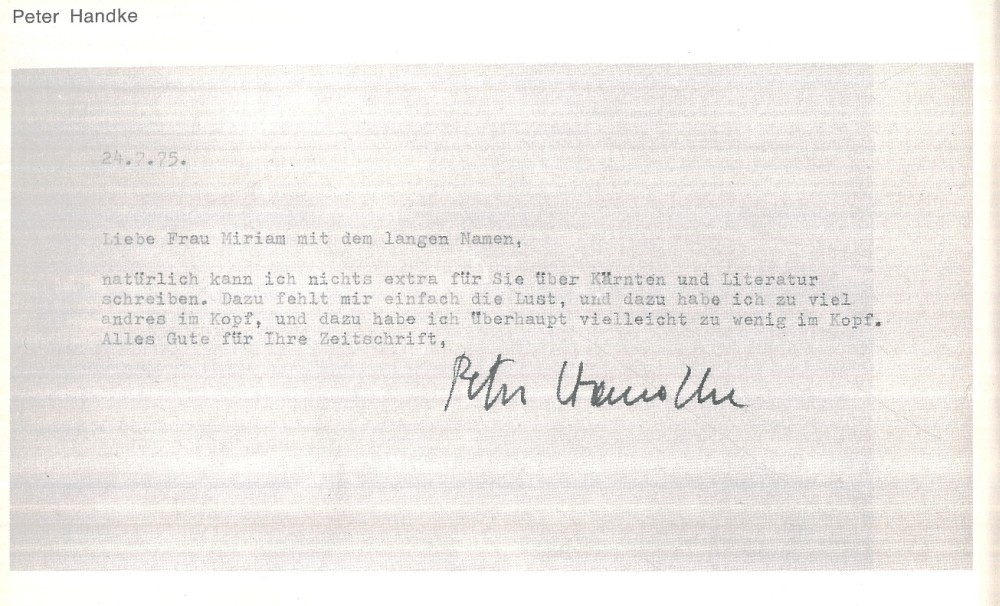 Peter Handke
24.7.75.
Liebe Frau Miriam mit dem langen Namen,
natürlich kann ich nichts extra für Sie über Kärnten und Literatur
schreiben. Dazu fehlt mir einfach die Lust, und dazu habe ich zu viel
andres im Kopf, und dazu habe ich überhaupt vielleicht zu wenig im Kopf.
Alles Gute für Ihre Zeitschrift,
Peter Handke